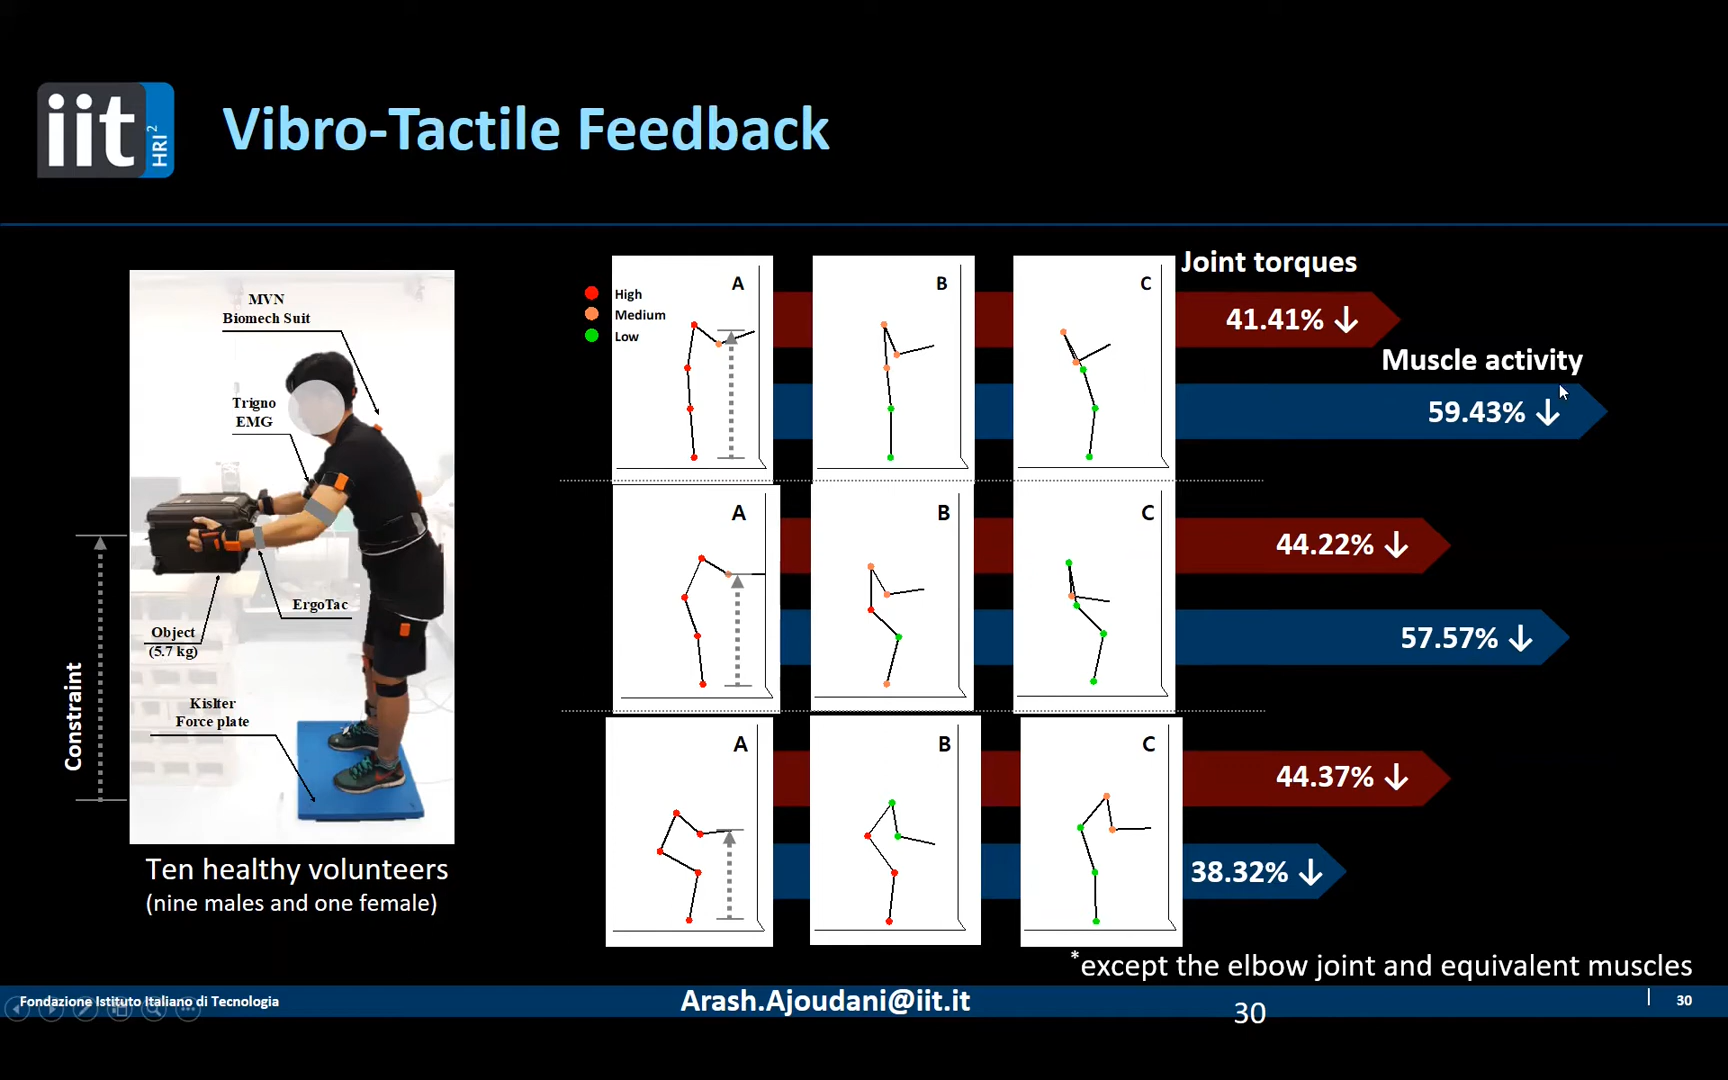 iit
HRI²
Vibro-Tactile Feedback
MVN
Biomech Suit
Trigno
EMG
ErgoTac
Object
(5.7 kg)
Kislter
Force plate
Constraint
Ten healthy volunteers
(nine males and one female)
High
Medium
Low
A
B
C
Joint torques
41.41% ↓
Muscle activity
59.43% ↓
A
B
C
44.22% ↓
57.57% ↓
A
B
C
44.37% ↓
38.32% ↓
*except the elbow joint and equivalent muscles
Fondazione Istituto Italiano di Tecnologia
Arash.Ajoudani@iit.it
30
30